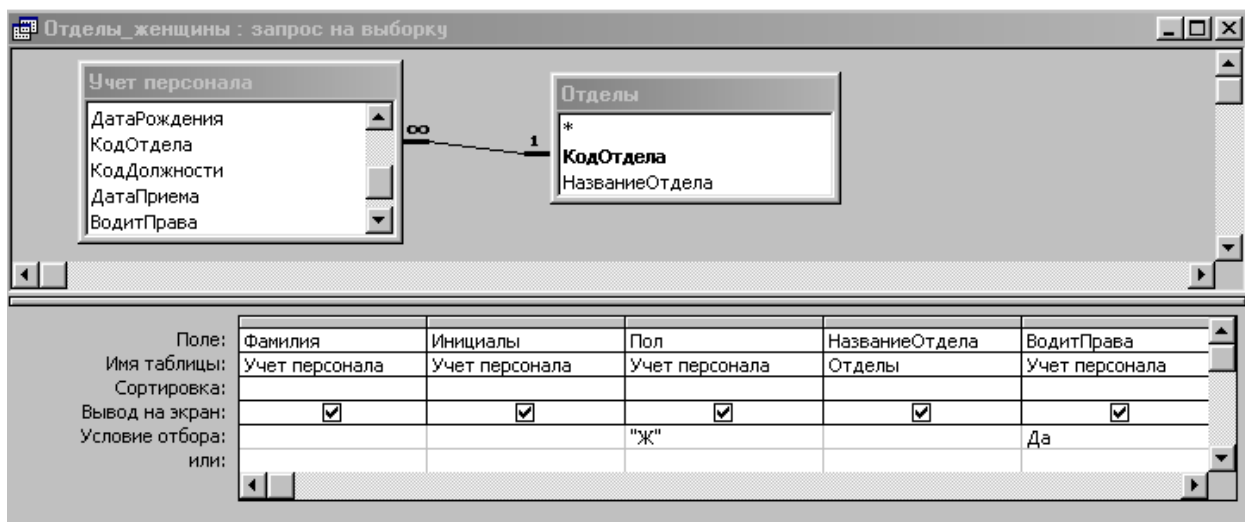 Отделы_женщины : запрос на выборку
Учет персонала
ДатаРождения
КодОтдела
КодДолжности
ДатаПриема
ВодитПрава
∞
1
Отделы
*
КодОтдела
НазваниеОтдела
Поле: Фамилия Инициалы Пол НазваниеОтдела ВодитПрава
Имя таблицы: Учет персонала Учет персонала Учет персонала Отделы Учет персонала
Сортировка:
Вывод на экран:
Условие отбора: "Ж" Да
или: